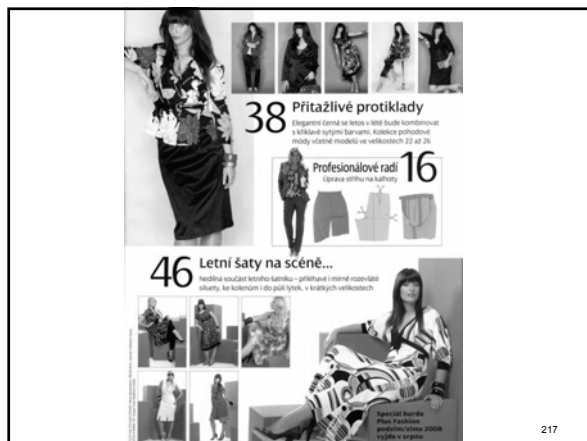 38 Přitažlivé protiklady
Elegantní černá se letos v létě bude kombinovat
s křiklavě sytými barvami. Kolekce pohodové
módy včetně modelů ve velikostech 22 až 26
Profesionálové radí 16
Úprava střihu na kalhoty
46 Letní šaty na scéně...
Nedílná součást letního šatníku – přiléhavé i mírně rozevláté
siluety, ke kolenům i do půli lýtek, v krátkých velikostech
Speciál burda
Plus Fashion
podzim/zima 2008
vyjde v srpnu
217